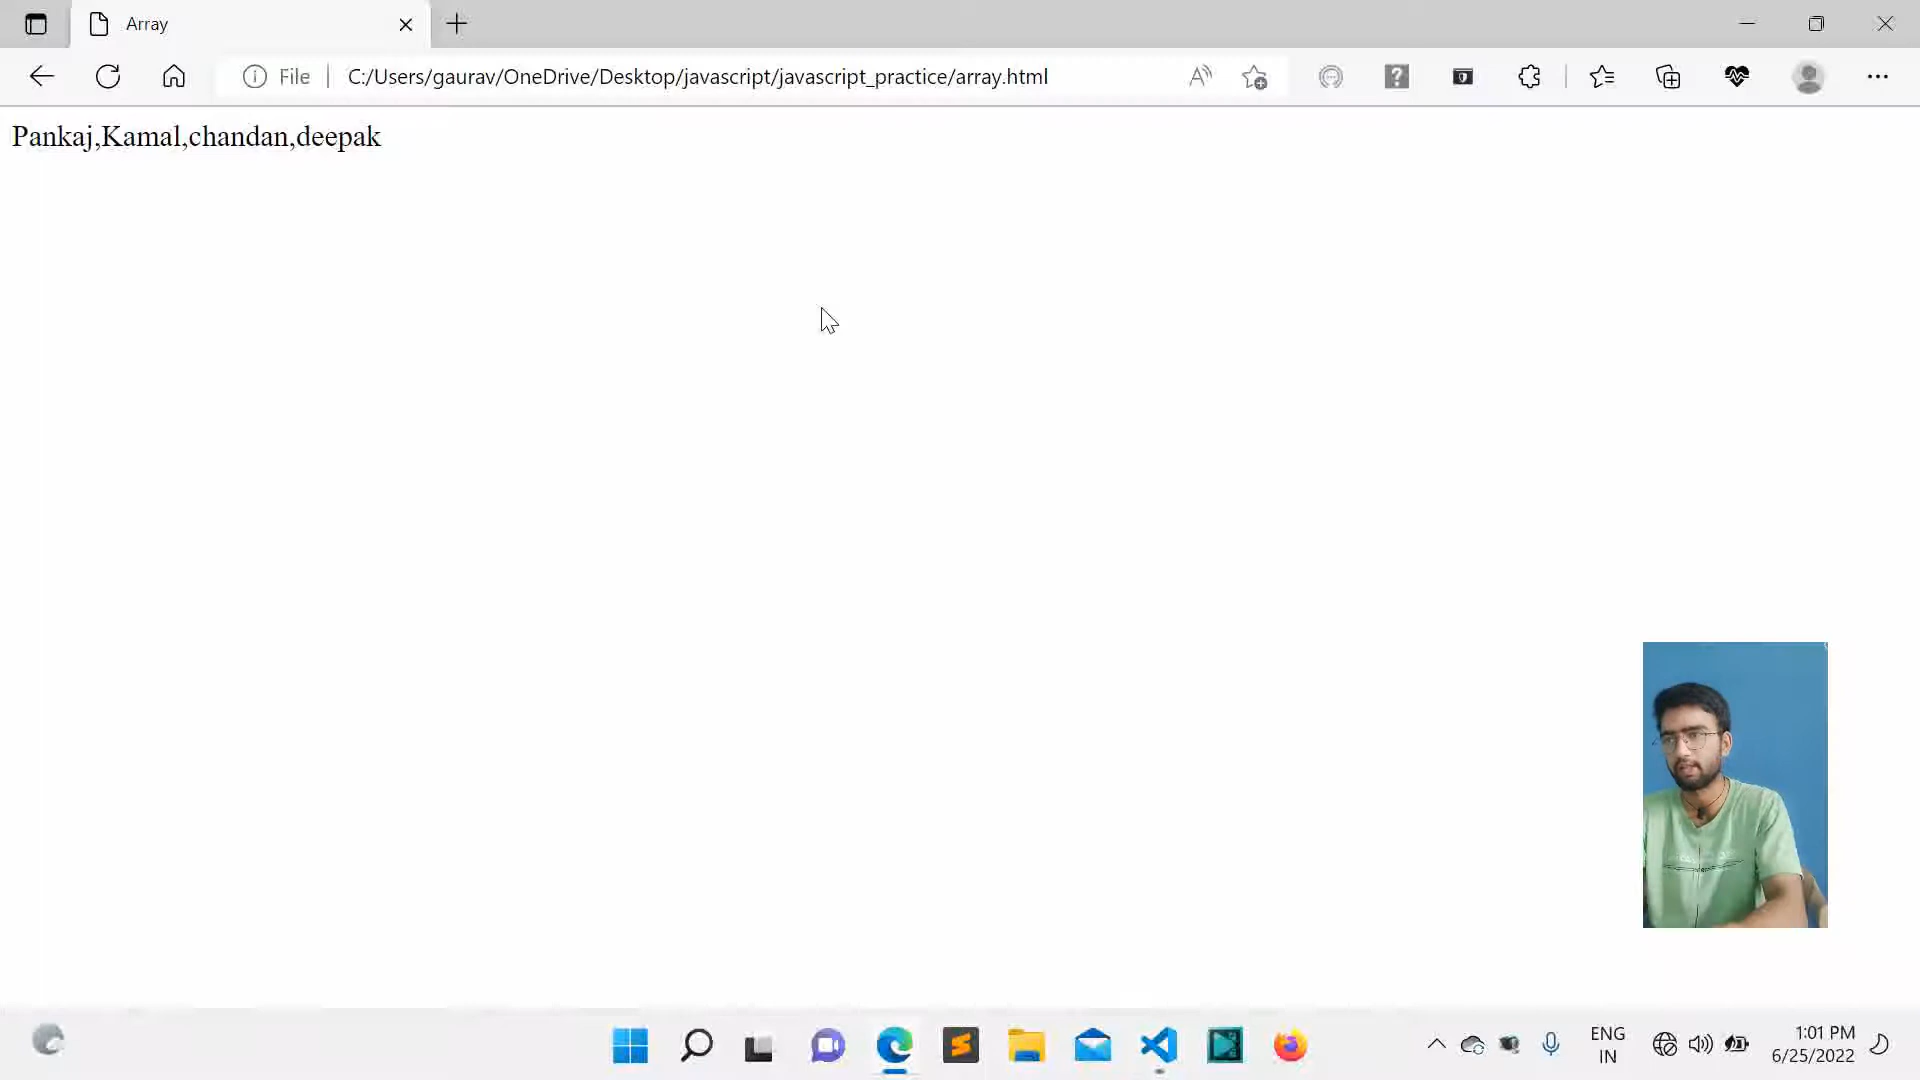 Array
File
C:/Users/gaurav/OneDrive/Desktop/javascript/javascript_practice/array.html
Pankaj,Kamal,chandan,deepak
ENG
IN
1:01 PM
6/25/2022